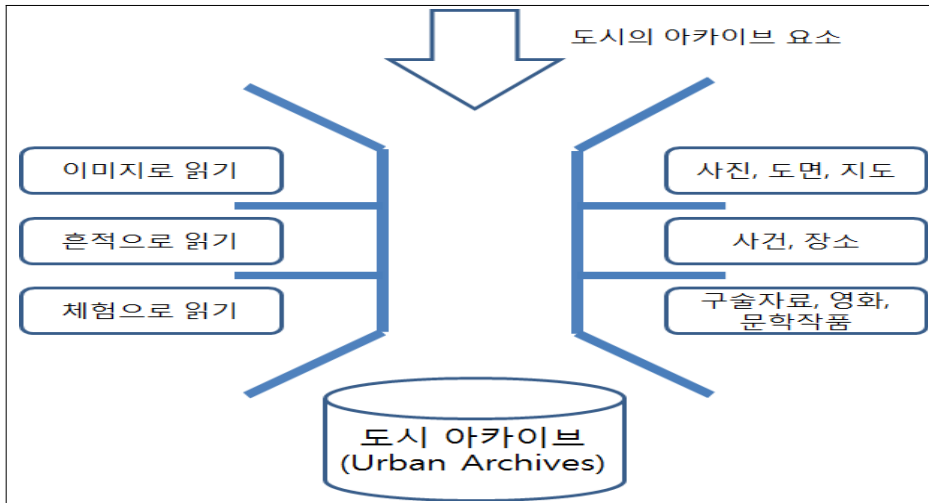 도시의 아카이브 요소
이미지로 읽기
사진, 도면, 지도
흔적으로 읽기
사건, 장소
체험으로 읽기
구술자료, 영화,
문학작품
도시 아카이브
(Urban Archives)